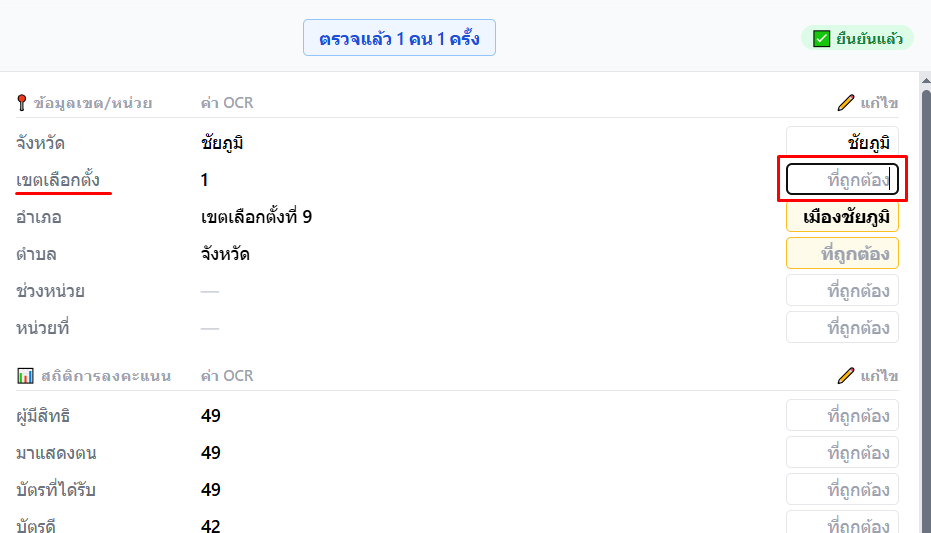 ตรวจแล้ว 1 คน 1 ครั้ง
✅ ยืนยันแล้ว
📍 ข้อมูลเขต/หน่วย ค่า OCR ✏️ แก้ไข
จังหวัด ชัยภูมิ ชัยภูมิ
เขตเลือกตั้ง 1 ที่ถูกต้อง
อำเภอ เขตเลือกตั้งที่ 9 เมืองชัยภูมิ
ตำบล จังหวัด ที่ถูกต้อง
ช่วงหน่วย — ที่ถูกต้อง
หน่วยที่ — ที่ถูกต้อง
📊 สถิติการลงคะแนน ค่า OCR ✏️ แก้ไข
ผู้มีสิทธิ 49 ที่ถูกต้อง
มาแสดงตน 49 ที่ถูกต้อง
บัตรที่ได้รับ 49 ที่ถูกต้อง
บัตรดี 42 ที่ถูกต้อง